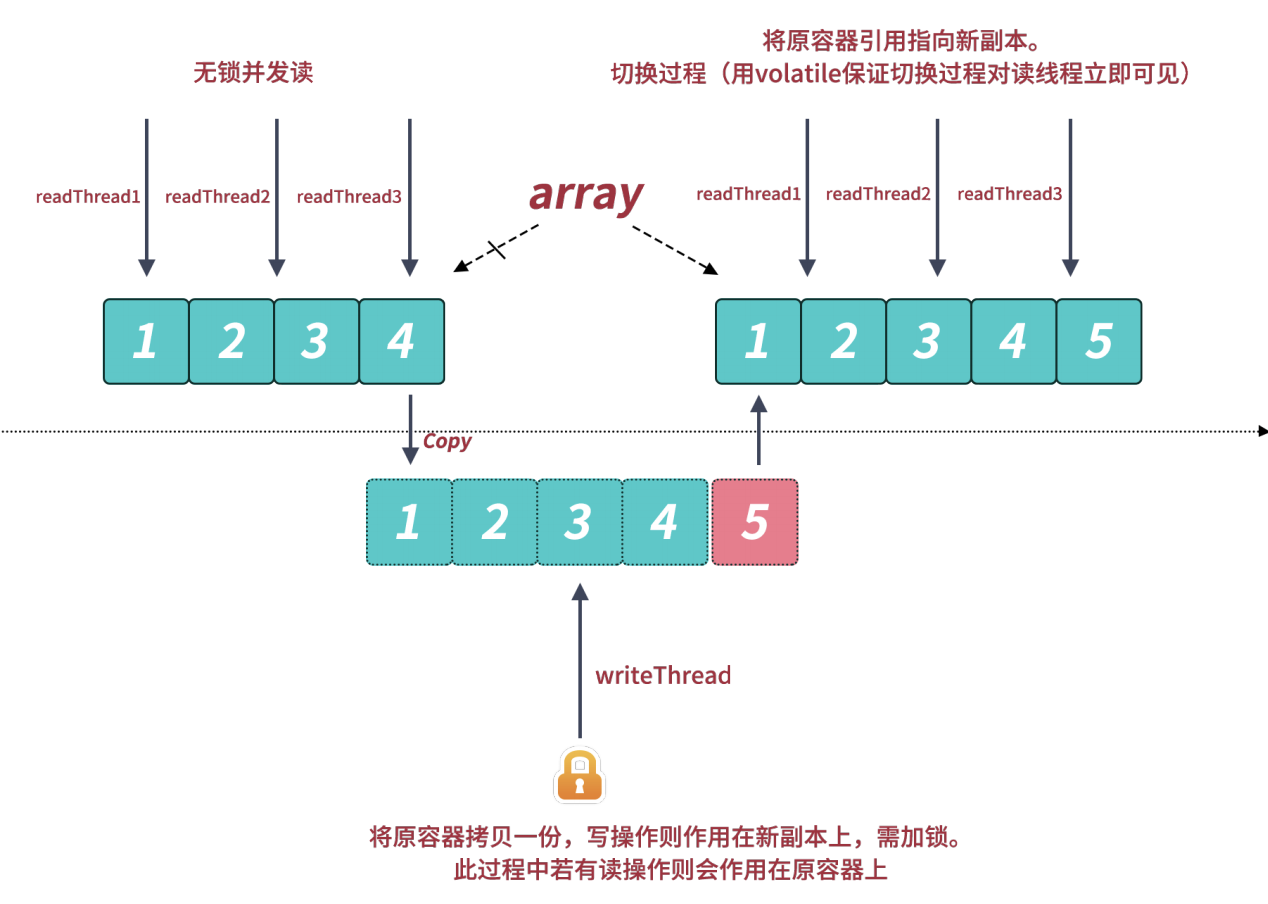 无锁并发读
将原容器引用指向新副本。
切换过程（用volatile保证切换过程对读线程立即可见）
readThread1 readThread2 readThread3
array
readThread1 readThread2 readThread3
1 2 3 4
1 2 3 4 5
Copy
1 2 3 4 5
writeThread
将原容器拷贝一份，写操作则作用在新副本上，需加锁。
此过程中若有读操作则会作用在原容器上